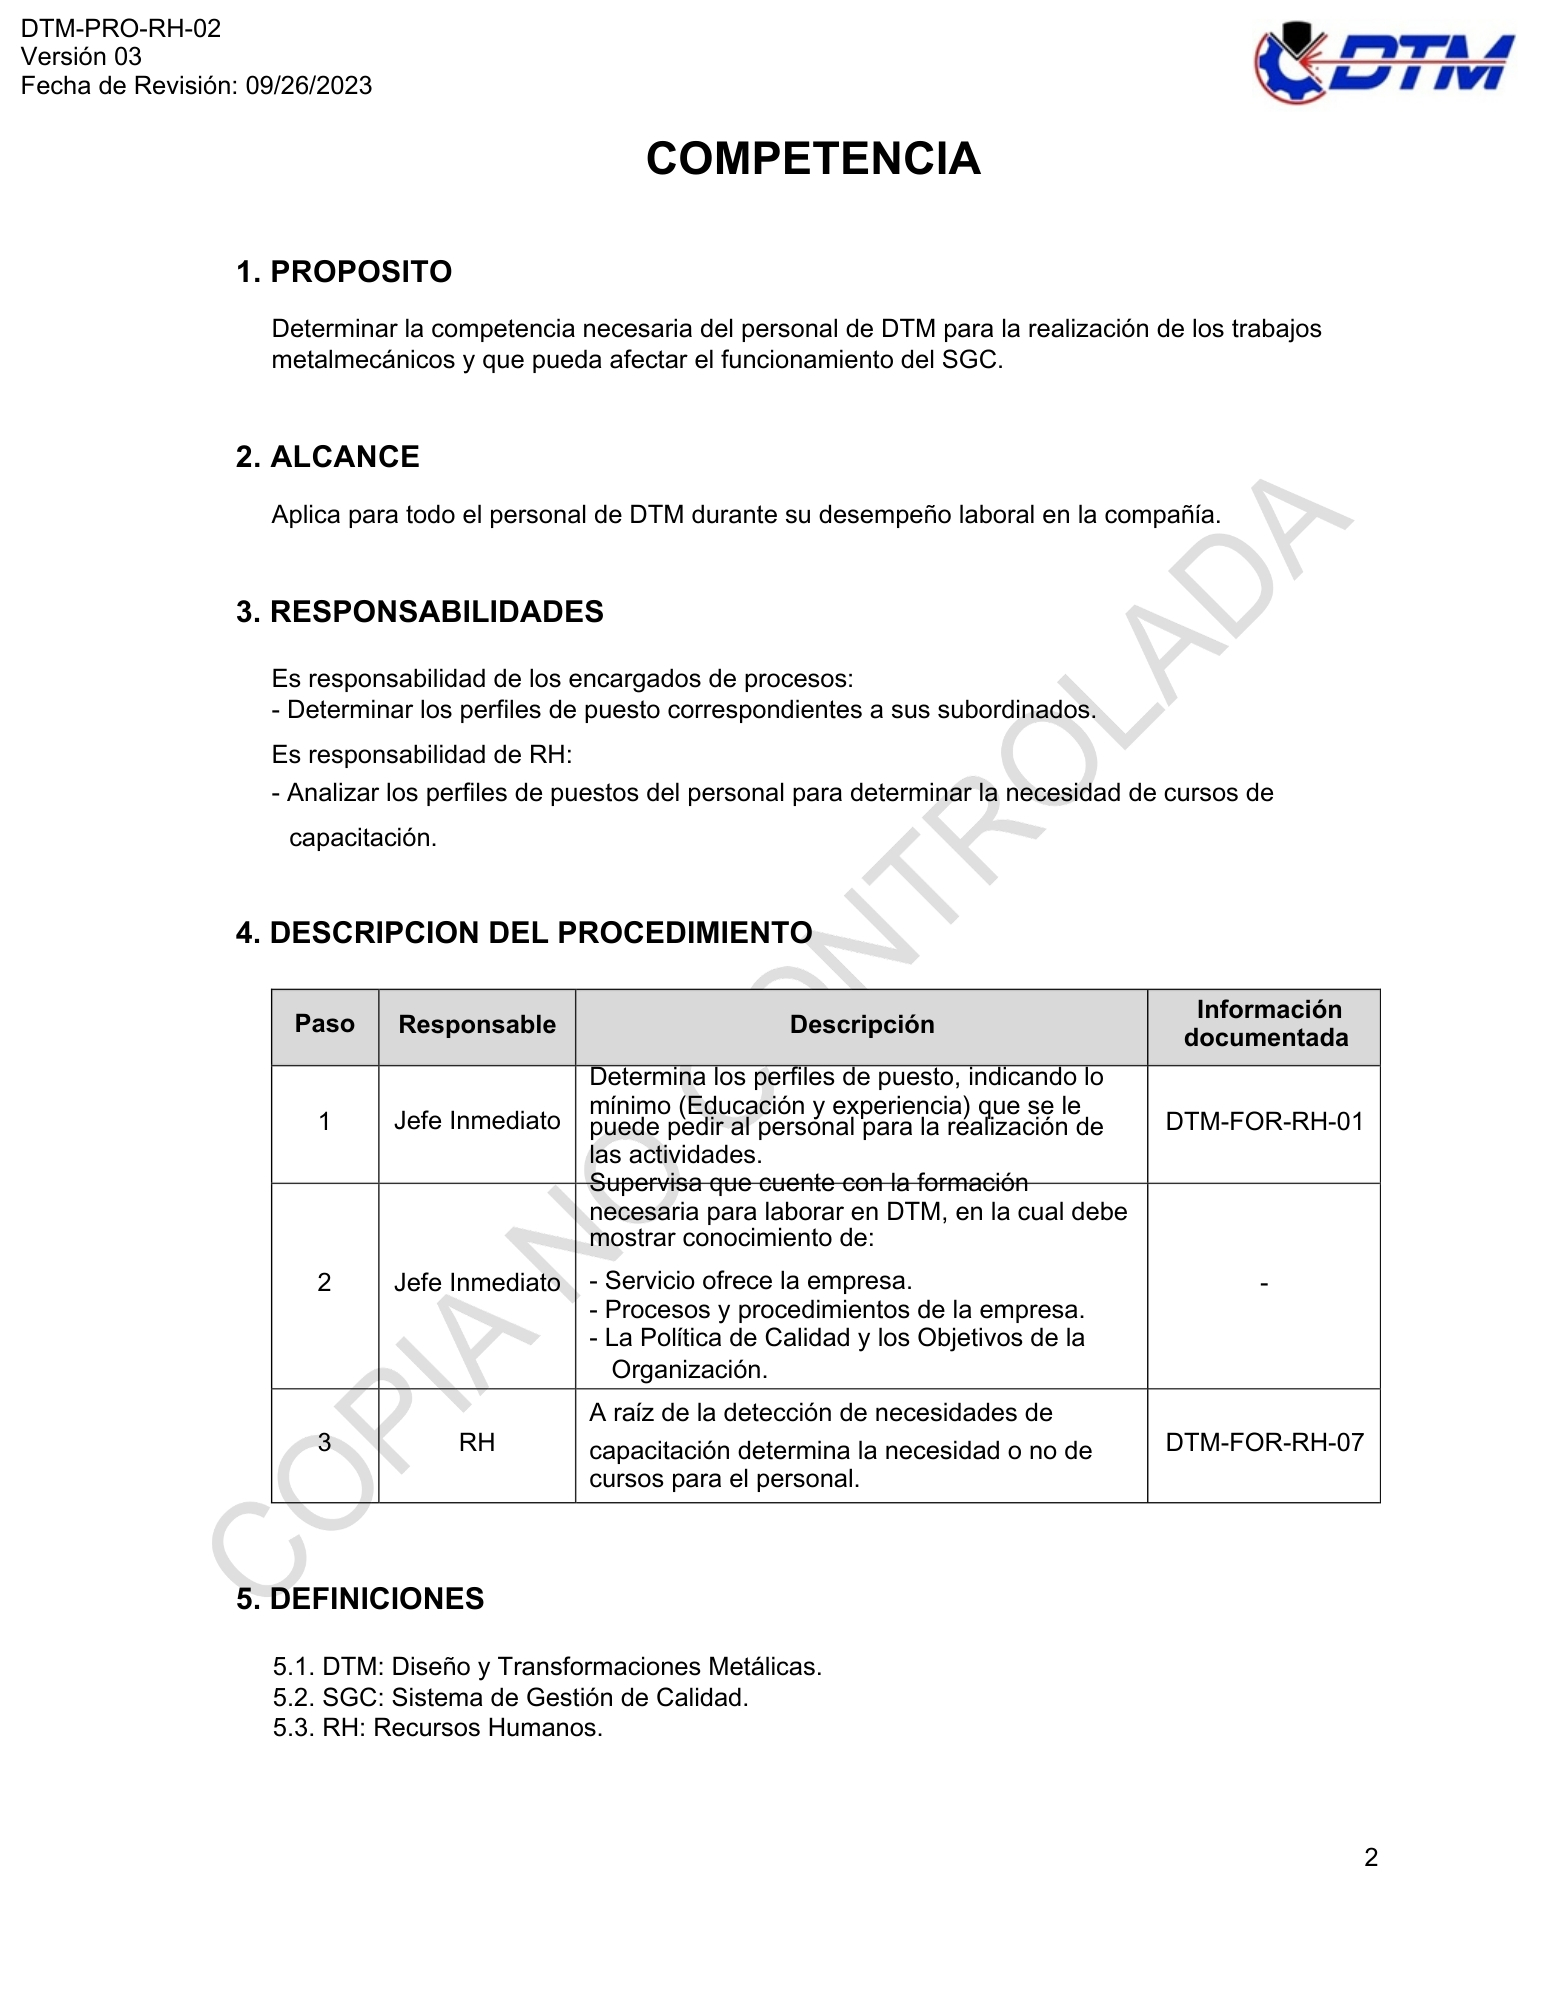 DTM-PRO-RH-02
Versión 03
Fecha de Revisión: 09/26/2023
DTM
COMPETENCIA
1. PROPOSITO
Determinar la competencia necesaria del personal de DTM para la realización de los trabajos
metalmecánicos y que pueda afectar el funcionamiento del SGC.
2. ALCANCE
Aplica para todo el personal de DTM durante su desempeño laboral en la compañía.
3. RESPONSABILIDADES
Es responsabilidad de los encargados de procesos:
- Determinar los perfiles de puesto correspondientes a sus subordinados.
Es responsabilidad de RH:
- Analizar los perfiles de puestos del personal para determinar la necesidad de cursos de
capacitación.
4. DESCRIPCION DEL PROCEDIMIENTO
Paso
Responsable
Descripción
Información
documentada
1
Jefe Inmediato
Determina los perfiles de puesto, indicando lo
mínimo (Educación y experiencia) que se le
puede pedir al personal para la realización de
las actividades.
DTM-FOR-RH-01
2
Jefe Inmediato
Supervisa que cuente con la formación
necesaria para laborar en DTM, en la cual debe
mostrar conocimiento de:
- Servicio ofrece la empresa.
- Procesos y procedimientos de la empresa.
- La Política de Calidad y los Objetivos de la
Organización.
-
3
RH
A raíz de la detección de necesidades de
capacitación determina la necesidad o no de
cursos para el personal.
DTM-FOR-RH-07
5. DEFINICIONES
5.1. DTM: Diseño y Transformaciones Metálicas.
5.2. SGC: Sistema de Gestión de Calidad.
5.3. RH: Recursos Humanos.
2
COPIA NO CONTROLADA